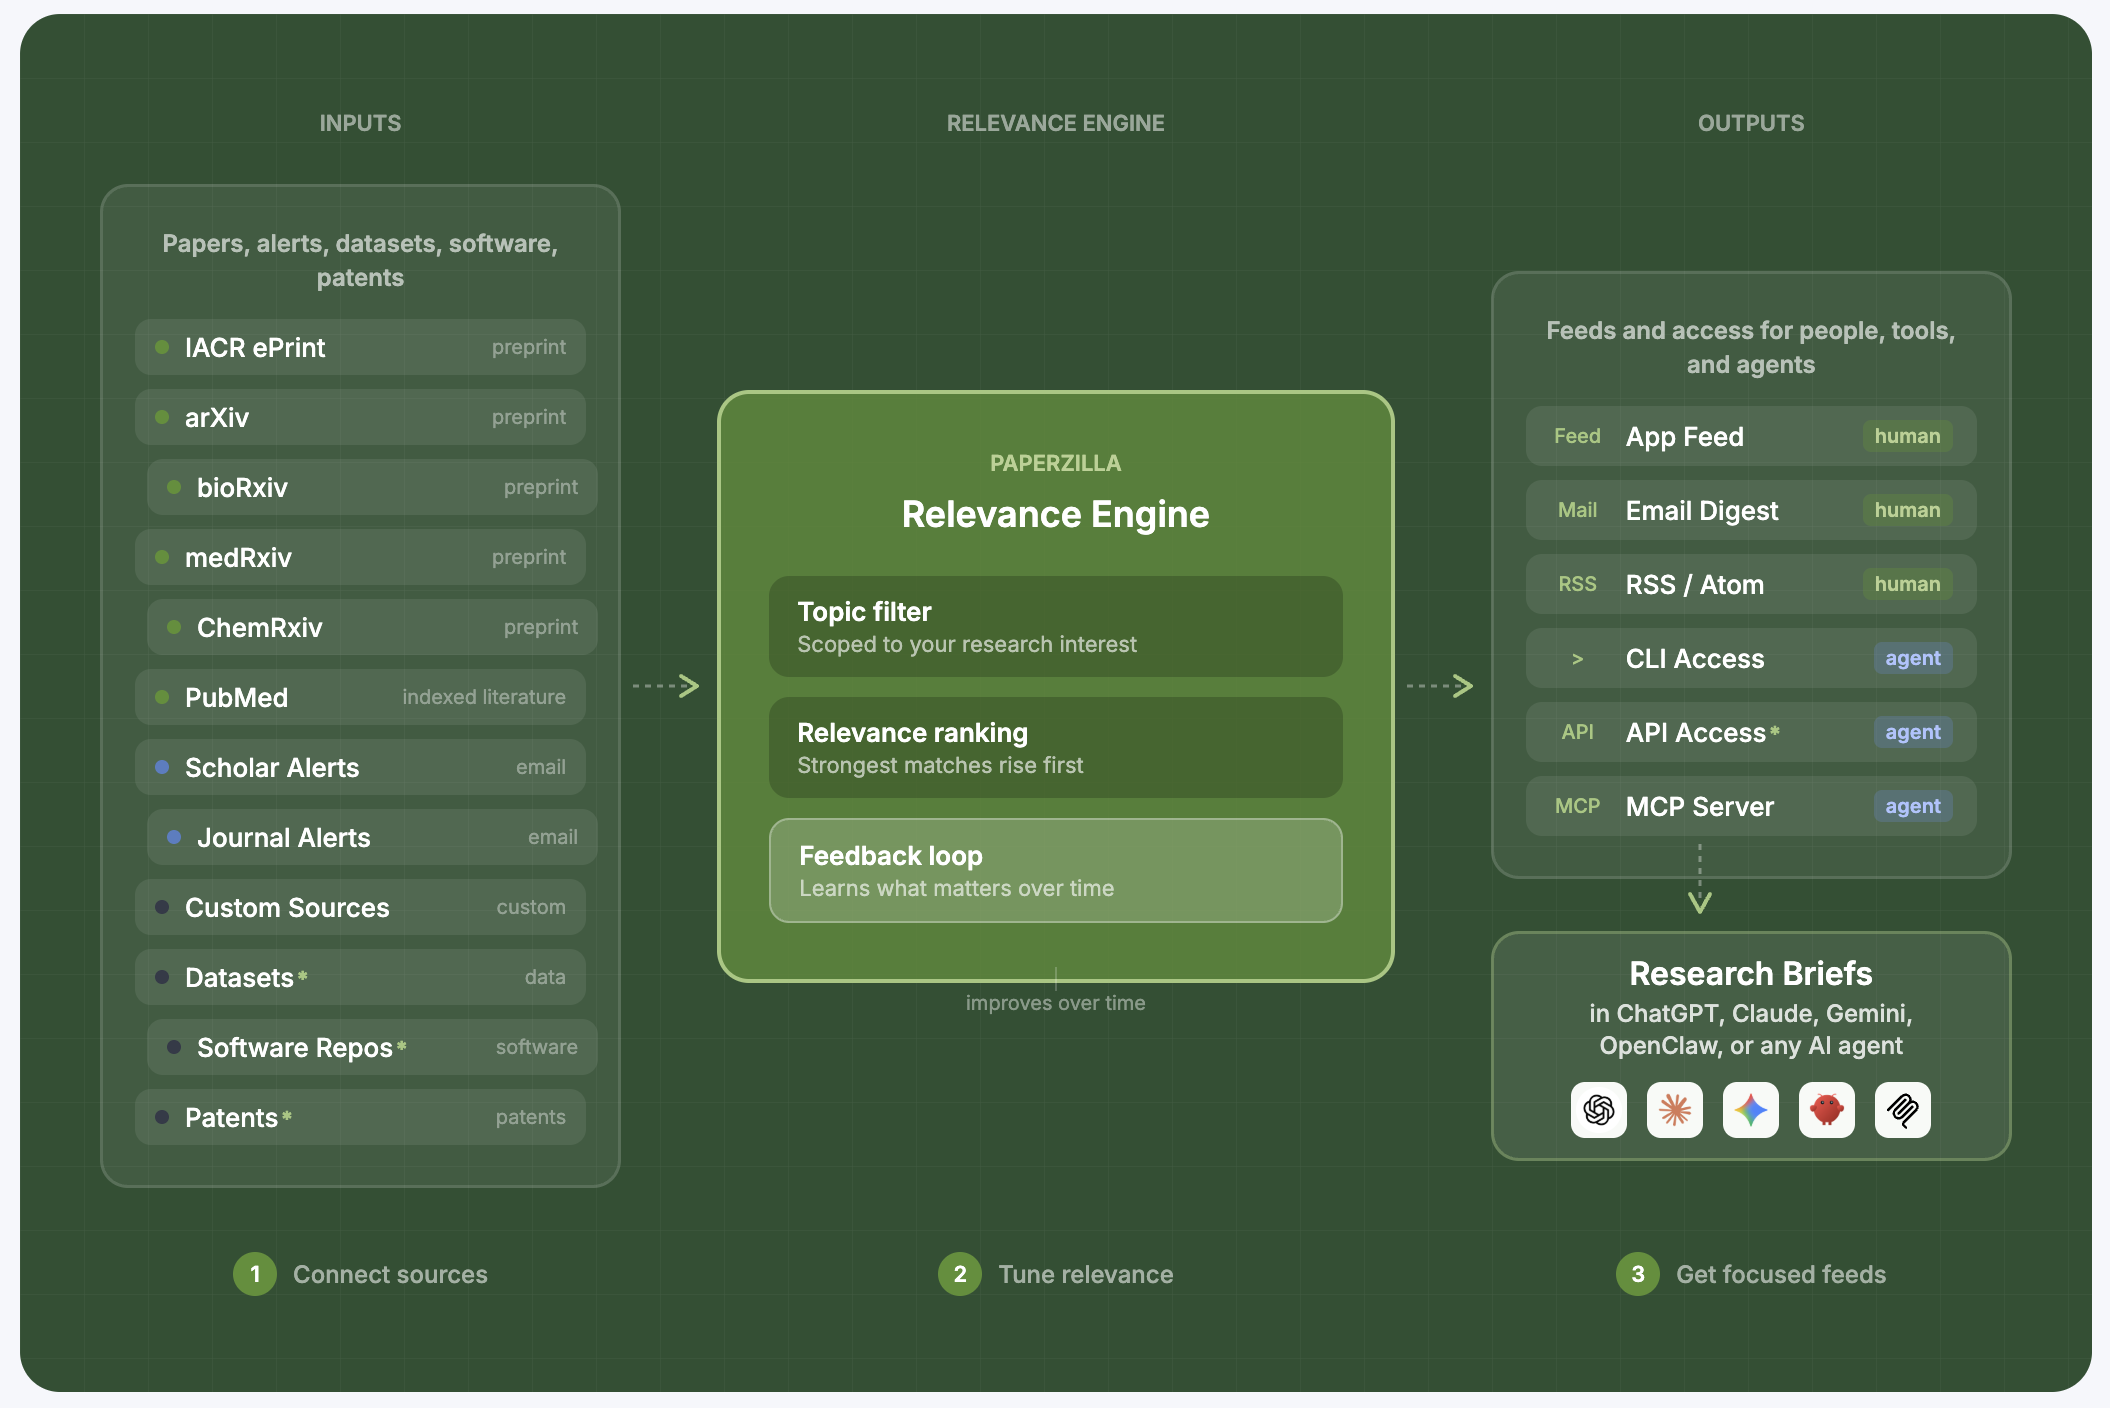 INPUTS
Papers, alerts, datasets, software,
patents
IACR ePrint preprint
arXiv preprint
bioRxiv preprint
medRxiv preprint
ChemRxiv preprint
PubMed indexed literature
Scholar Alerts email
Journal Alerts email
Custom Sources custom
Datasets* data
Software Repos* software
Patents* patents
1 Connect sources
RELEVANCE ENGINE
PAPERZILLA
Relevance Engine
Topic filter
Scoped to your research interest
Relevance ranking
Strongest matches rise first
Feedback loop
Learns what matters over time
improves over time
2 Tune relevance
OUTPUTS
Feeds and access for people, tools,
and agents
Feed App Feed human
Mail Email Digest human
RSS RSS / Atom human
> CLI Access agent
API API Access* agent
MCP MCP Server agent
Research Briefs
in ChatGPT, Claude, Gemini,
OpenClaw, or any AI agent
3 Get focused feeds